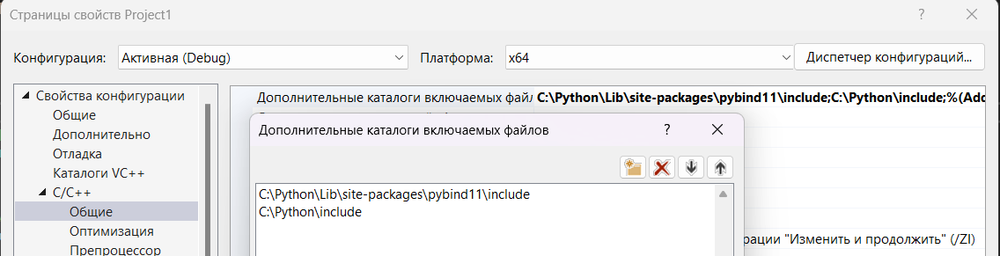 Страницы свойств Project1
Конфигурация: Активная (Debug) Платформа: x64 Диспетчер конфигураций...
Свойства конфигурации
Общие
Дополнительно
Отладка
Каталоги VC++
C/C++
Общие
Оптимизация
Препроцессор
Дополнительные каталоги включаемых файл C:\Python\Lib\site-packages\pybind11\include;C:\Python\include;%(Add
Дополнительные каталоги включаемых файлов
C:\Python\Lib\site-packages\pybind11\include
C:\Python\include
рации "Изменить и продолжить" (/ZI)